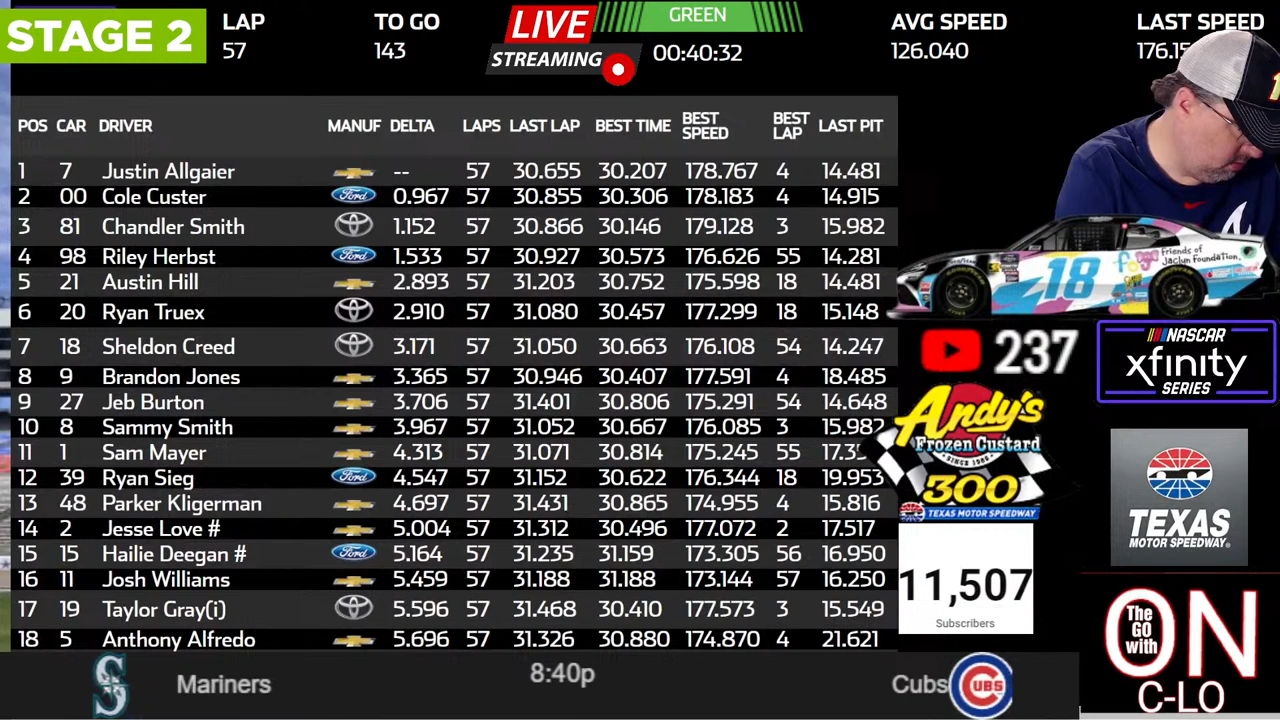 STAGE 2
LAP
57
TO GO
143
LIVE
STREAMING
GREEN
00:40:32
AVG SPEED
126.040
LAST SPEED
POS CAR DRIVER MANUF DELTA LAPS LAST LAP BEST TIME BEST SPEED BEST LAP LAST PIT
1 7 Justin Allgaier -- 57 30.655 30.207 178.767 4 14.481
2 00 Cole Custer Ford 0.967 57 30.855 30.306 178.183 4 14.915
3 81 Chandler Smith 1.152 57 30.866 30.146 179.128 3 15.982
4 98 Riley Herbst Ford 1.533 57 30.927 30.573 176.626 55 14.281
5 21 Austin Hill 2.893 57 31.203 30.752 175.598 18 14.481
6 20 Ryan Truex 2.910 57 31.080 30.457 177.299 18 15.148
7 18 Sheldon Creed 3.171 57 31.050 30.663 176.108 54 14.247
8 9 Brandon Jones 3.365 57 30.946 30.407 177.591 4 18.485
9 27 Jeb Burton 3.706 57 31.401 30.806 175.291 54 14.648
10 8 Sammy Smith 3.967 57 31.052 30.667 176.085 3 15.982
11 1 Sam Mayer 4.313 57 31.071 30.814 175.245 55
12 39 Ryan Sieg Ford 4.547 57 31.152 30.622 176.344 18 19.953
13 48 Parker Kligerman 4.697 57 31.431 30.865 174.955 4 15.816
14 2 Jesse Love # 5.004 57 31.312 30.496 177.072 2 17.517
15 15 Hailie Deegan # Ford 5.164 57 31.235 31.159 173.305 56 16.950
16 11 Josh Williams 5.459 57 31.188 31.188 173.144 57 16.250
17 19 Taylor Gray(i) 5.596 57 31.468 30.410 177.573 3 15.549
18 5 Anthony Alfredo 5.696 57 31.326 30.880 174.870 4 21.621
18
Friends of
Jaclyn Foundation.
237
NASCAR
xfinity
SERIES
Andy's
Frozen Custard
SINCE 1986
300
TEXAS MOTOR SPEEDWAY
TEXAS
MOTOR SPEEDWAY
11,507
Subscribers
The
GO
with
ON
C-LO
S
Mariners
8:40p
Cubs
CUBS